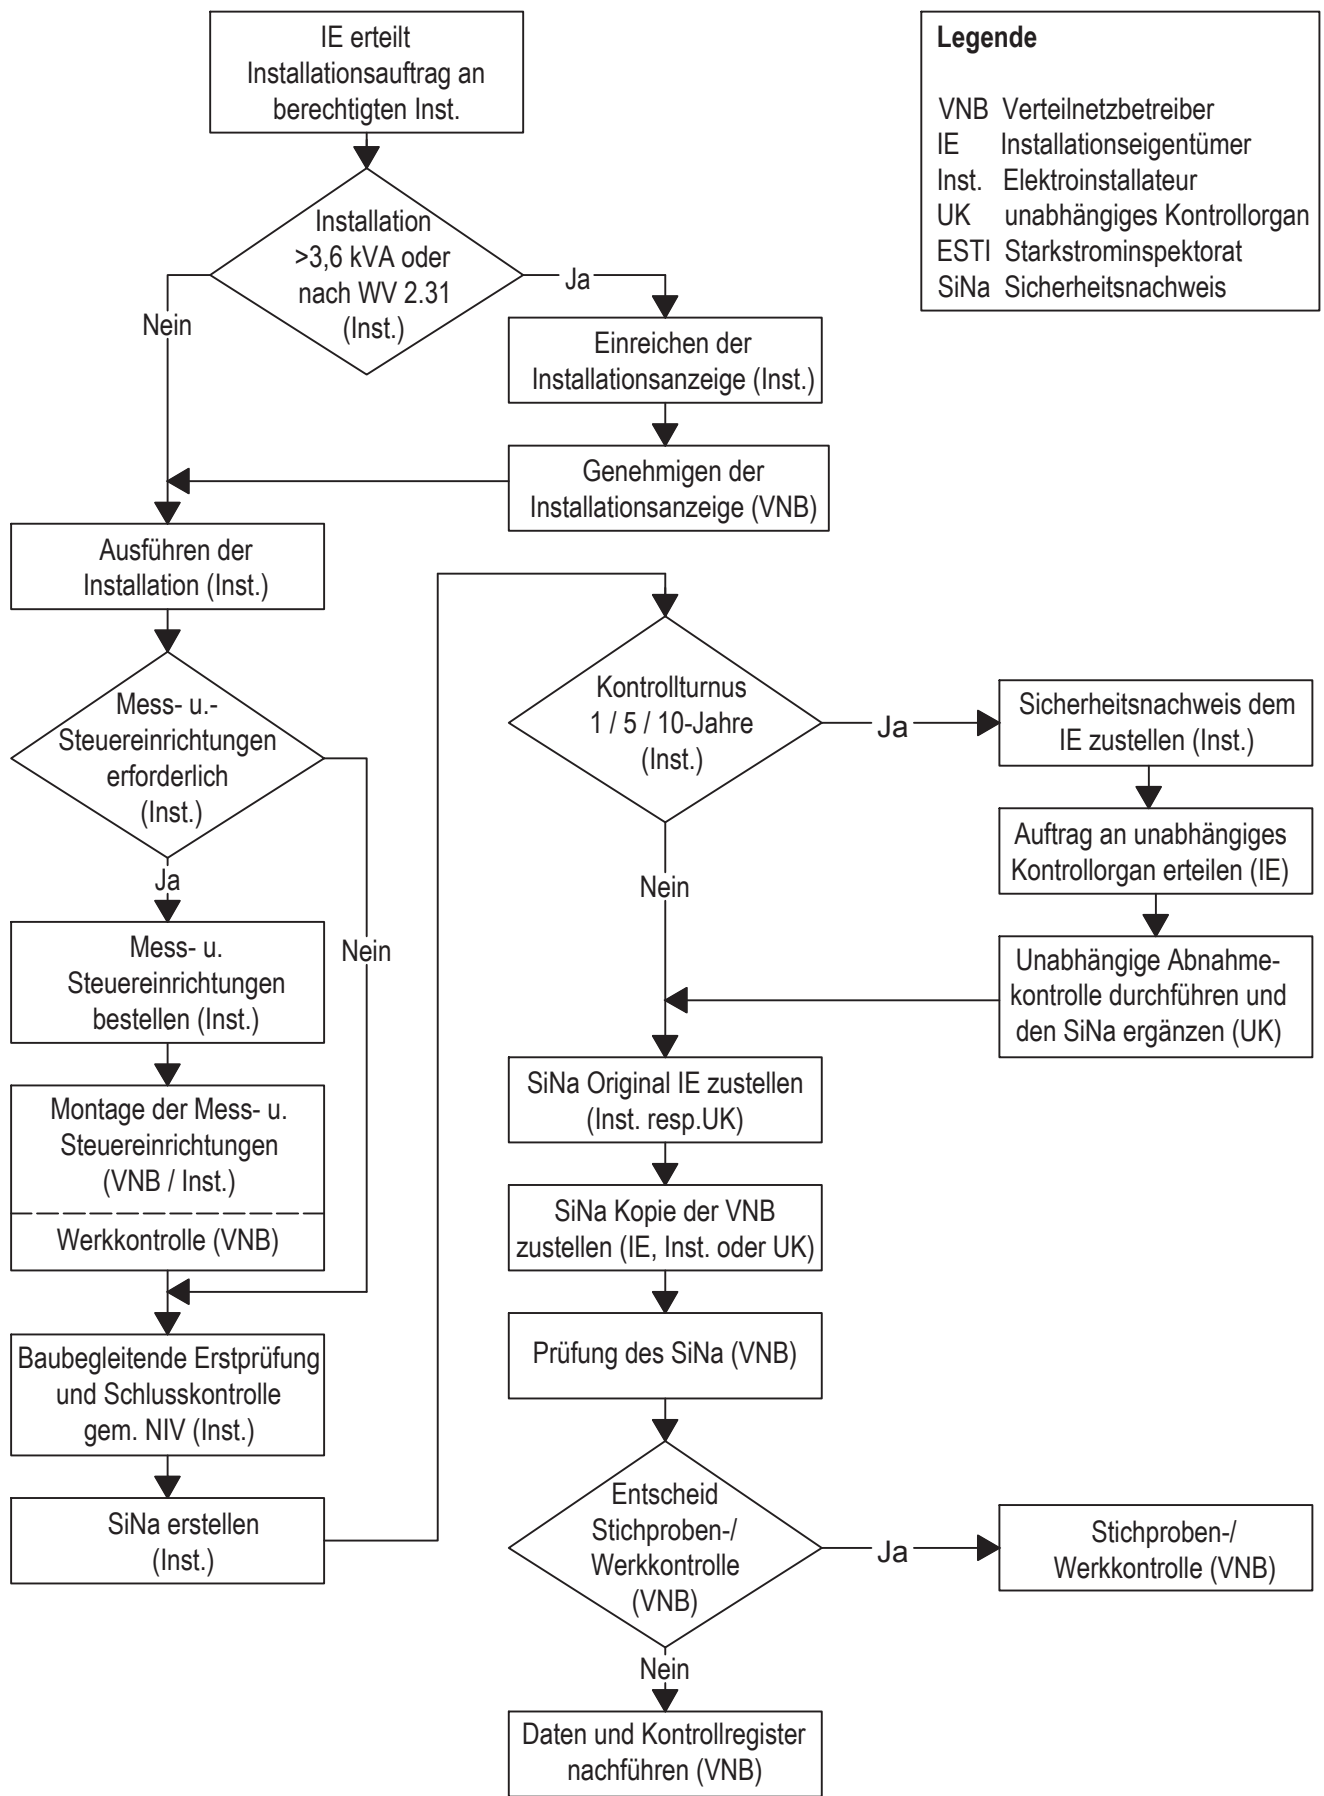 IE erteilt
Installationsauftrag an
berechtigten Inst.
Legende
VNB Verteilnetzbetreiber
IE Installationseigentümer
Inst. Elektroinstallateur
UK unabhängiges Kontrollorgan
ESTI Starkstrominspektorat
SiNa Sicherheitsnachweis
Installation
>3,6 kVA oder
nach WV 2.31
(Inst.)
Ja
Nein
Einreichen der
Installationsanzeige (Inst.)
Genehmigen der
Installationsanzeige (VNB)
Ausführen der
Installation (Inst.)
Mess- u.-
Steuereinrichtungen
erforderlich
(Inst.)
Ja
Nein
Mess- u.
Steuereinrichtungen
bestellen (Inst.)
Montage der Mess- u.
Steuereinrichtungen
(VNB / Inst.)
Werkkontrolle (VNB)
Baubegleitende Erstprüfung
und Schlusskontrolle
gem. NIV (Inst.)
SiNa erstellen
(Inst.)
Kontrollturnus
1 / 5 / 10-Jahre
(Inst.)
Ja
Nein
Sicherheitsnachweis dem
IE zustellen (Inst.)
Auftrag an unabhängiges
Kontrollorgan erteilen (IE)
Unabhängige Abnahme-
kontrolle durchführen und
den SiNa ergänzen (UK)
SiNa Original IE zustellen
(Inst. resp.UK)
SiNa Kopie der VNB
zustellen (IE, Inst. oder UK)
Prüfung des SiNa (VNB)
Entscheid
Stichproben-/
Werkkontrolle
(VNB)
Ja
Stichproben-/
Werkkontrolle (VNB)
Nein
Daten und Kontrollregister
nachführen (VNB)